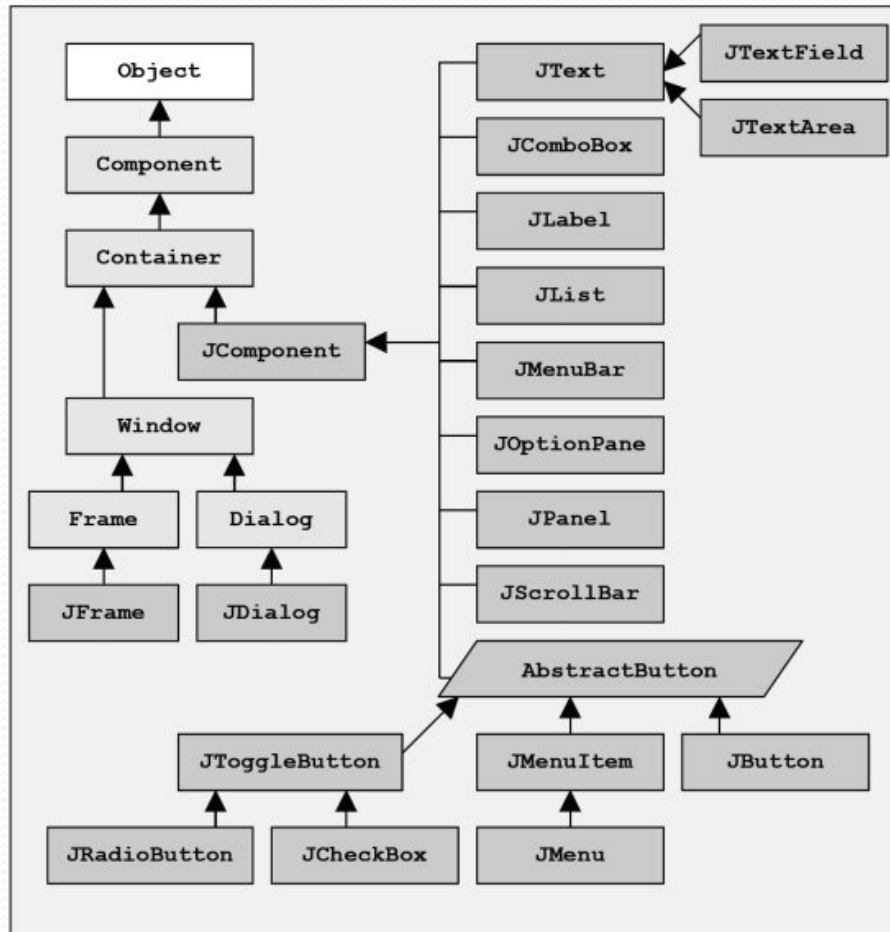 Object
Component
Container
JComponent
Window
Frame
Dialog
JFrame
JDialog
JText
JTextField
JTextArea
JComboBox
JLabel
JList
JMenuBar
JOptionPane
JPanel
JScrollBar
AbstractButton
JToggleButton
JMenuItem
JButton
JRadioButton
JCheckBox
JMenu